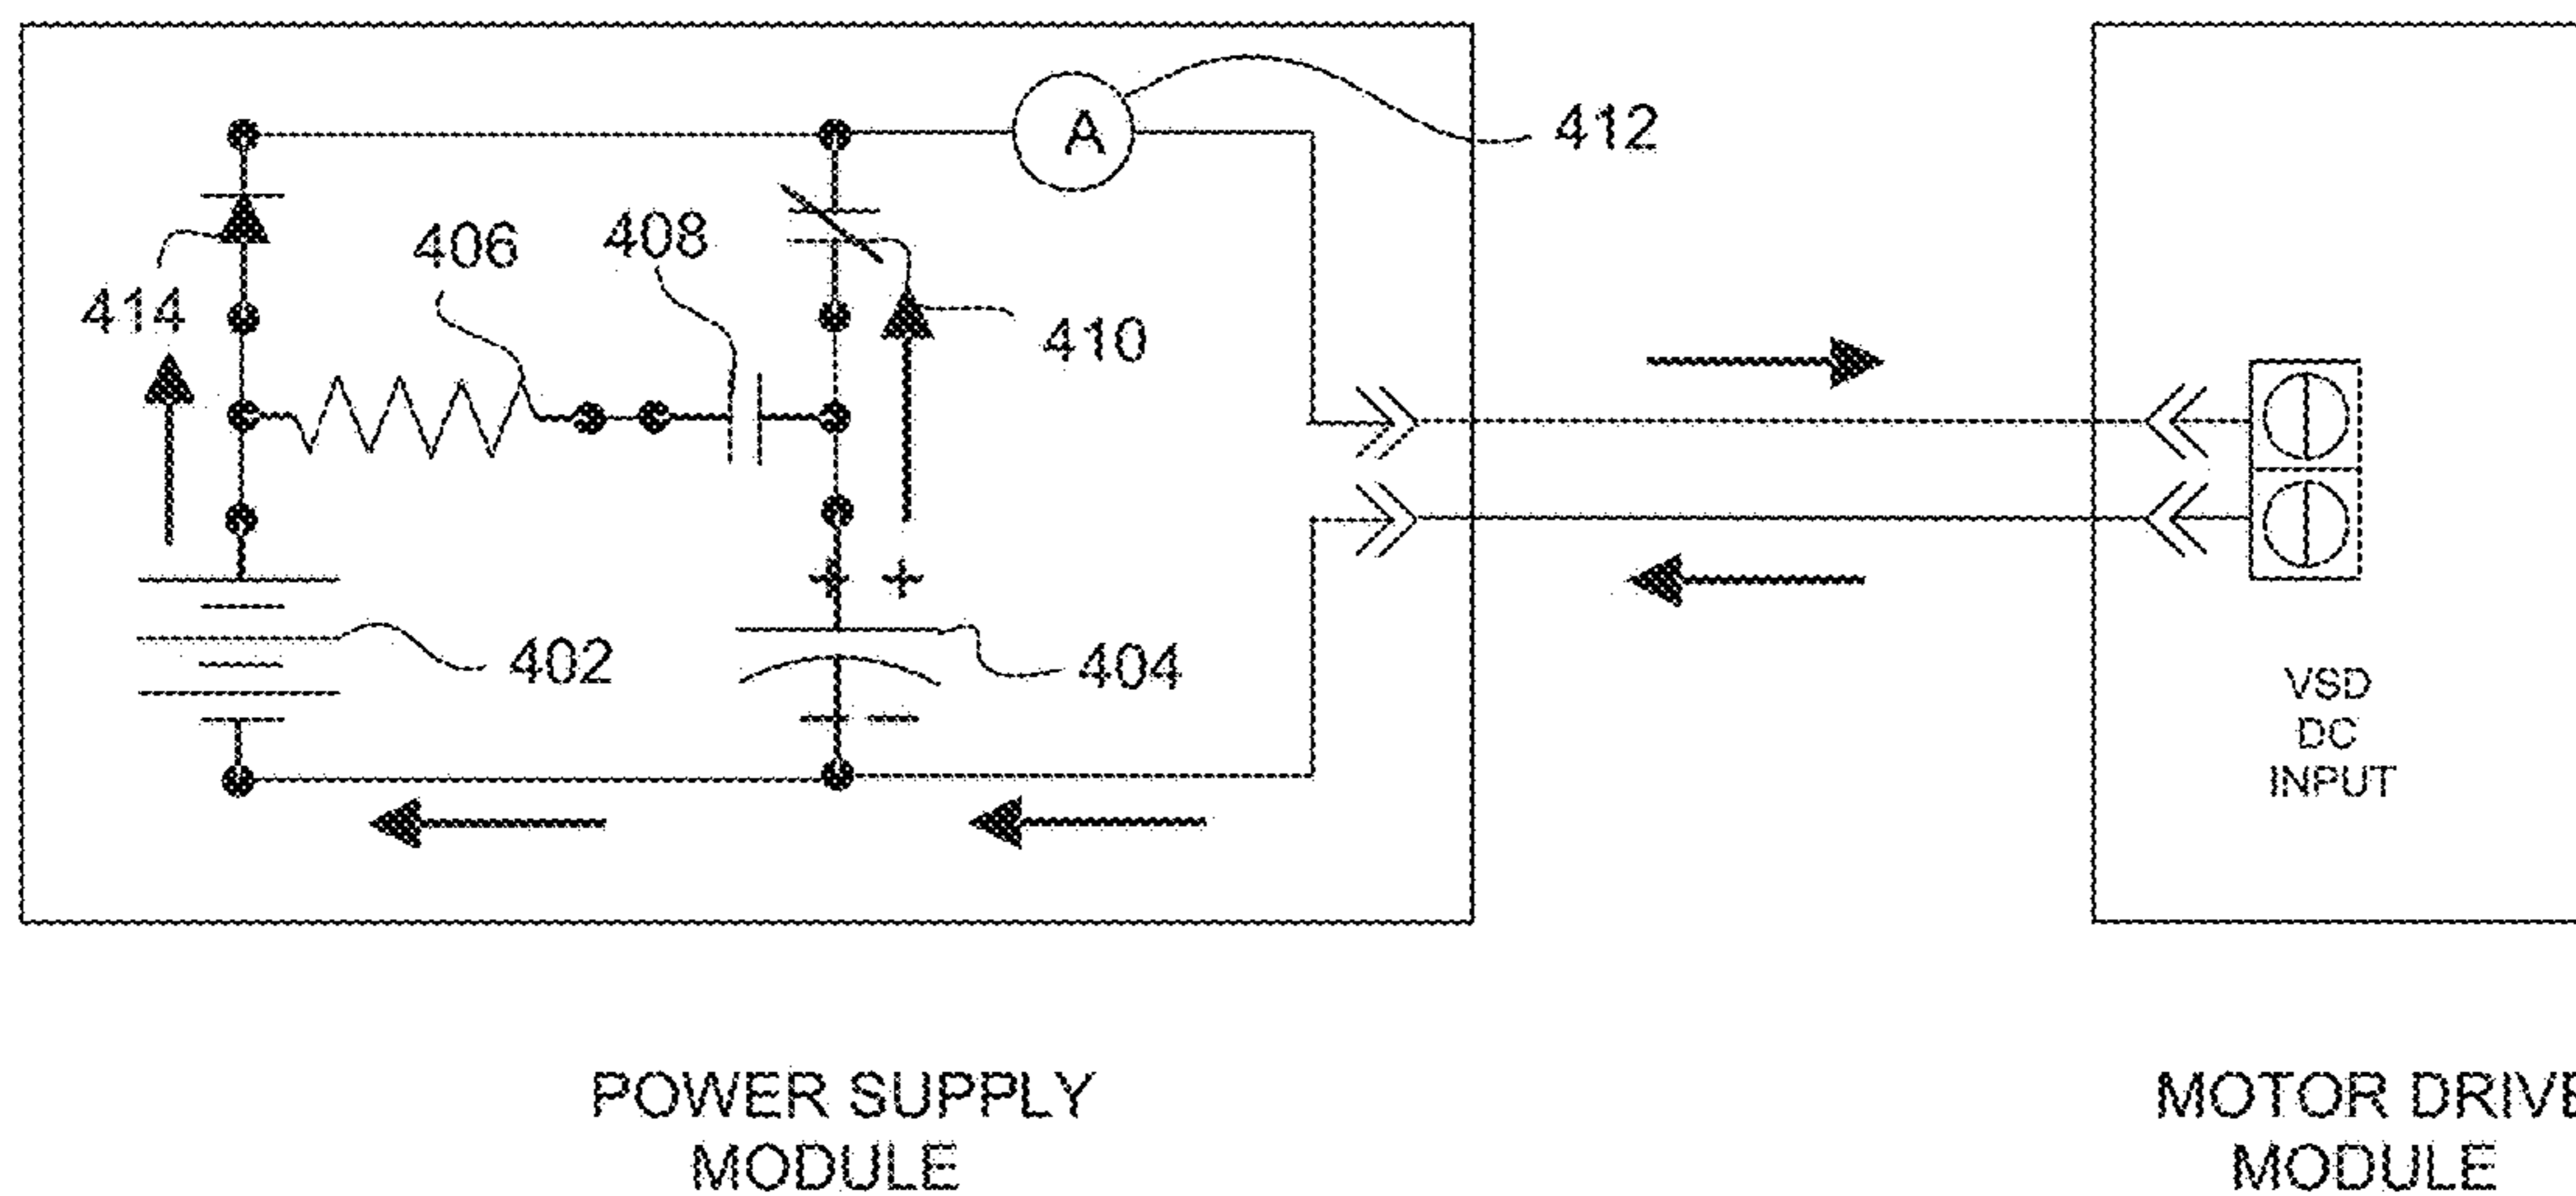 A
412
406
408
414
410
402
404
VSD
DC
INPUT
POWER SUPPLY
MODULE
MOTOR DRIVE
MODULE